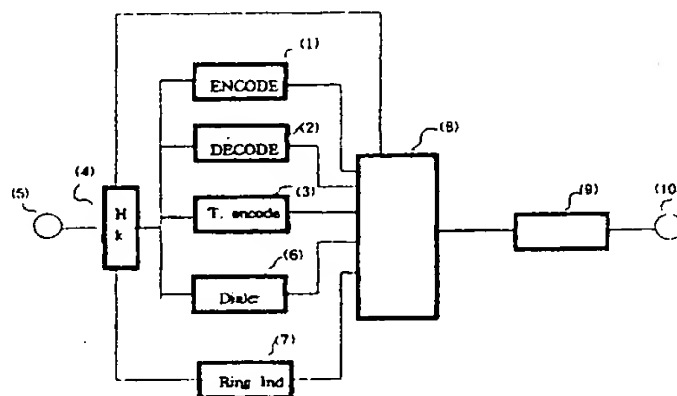 (1)
ENCODE
(2)
DECODE
(8)
(4)
(3)
(5)
H
k
T. encode
(9)
(10)
(6)
Dialer
(7)
Ring Ind